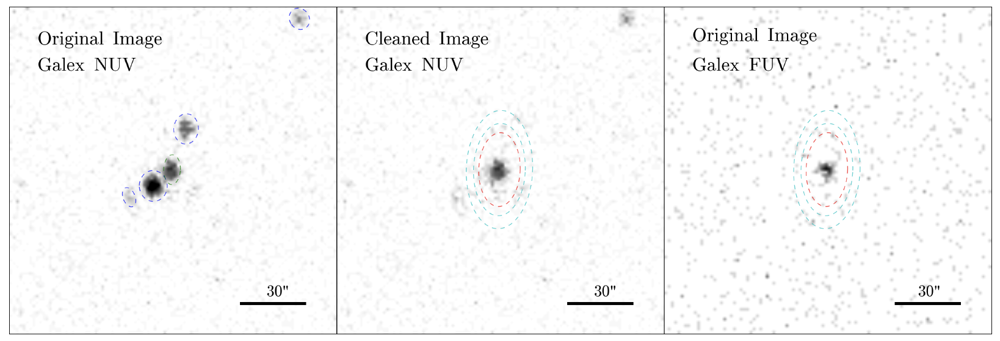 Original Image
Galex NUV
30"
Cleaned Image
Galex NUV
30"
Original Image
Galex FUV
30"